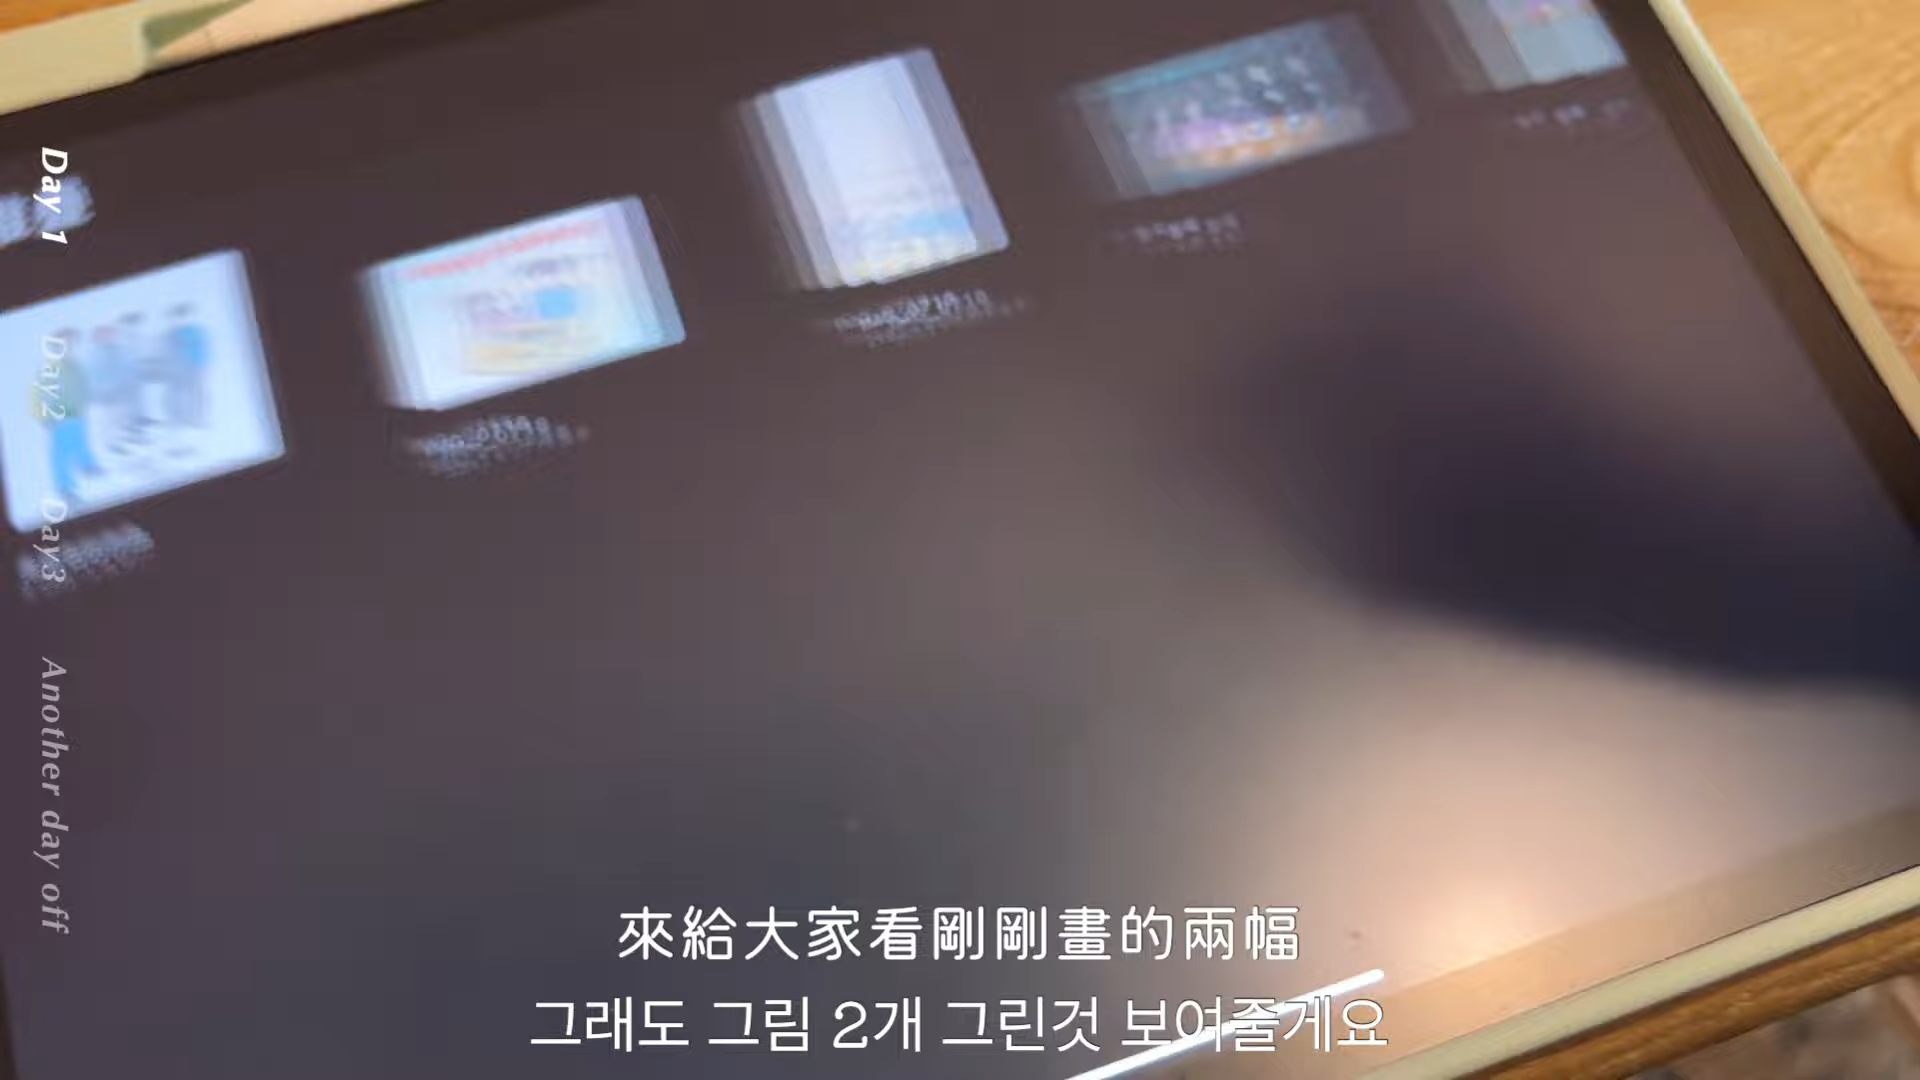 Day 1
Day2
Day3
Another day off
來給大家看剛剛畫的兩幅
그래도 그림 2개 그린것 보여줄게요